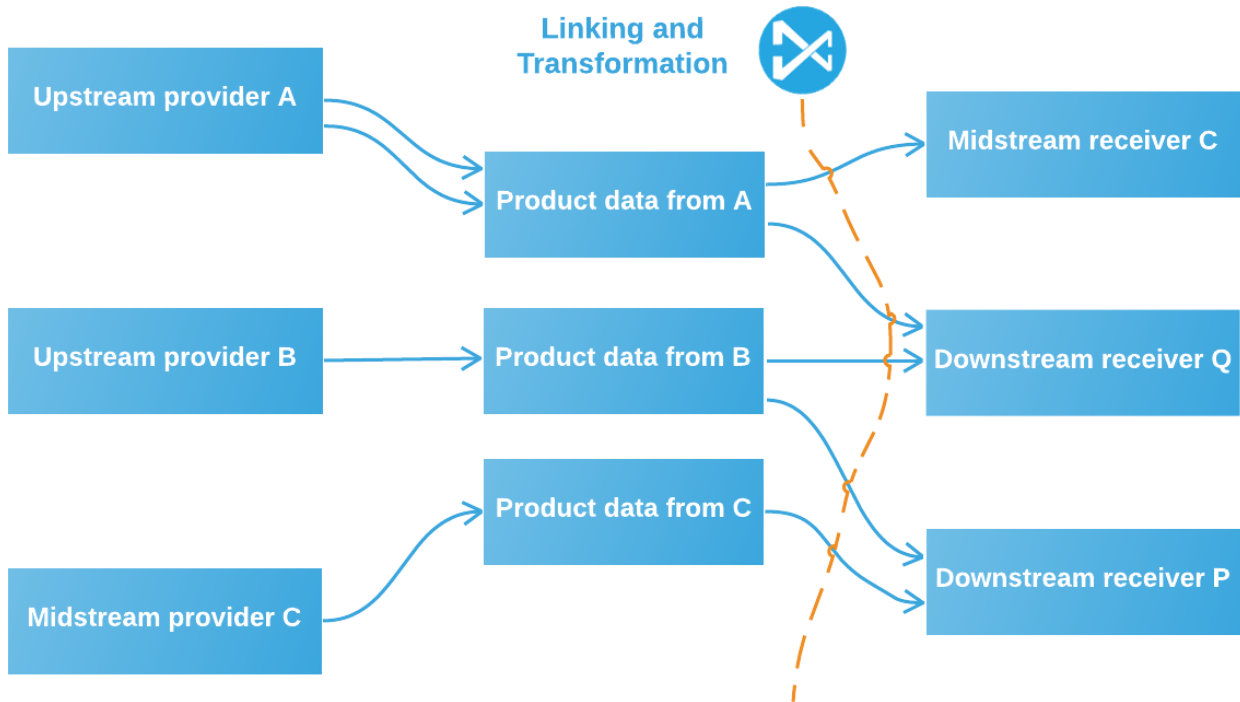 Linking and
Transformation
Upstream provider A
Midstream receiver C
Product data from A
Upstream provider B
Product data from B
Downstream receiver Q
Product data from C
Downstream receiver P
Midstream provider C